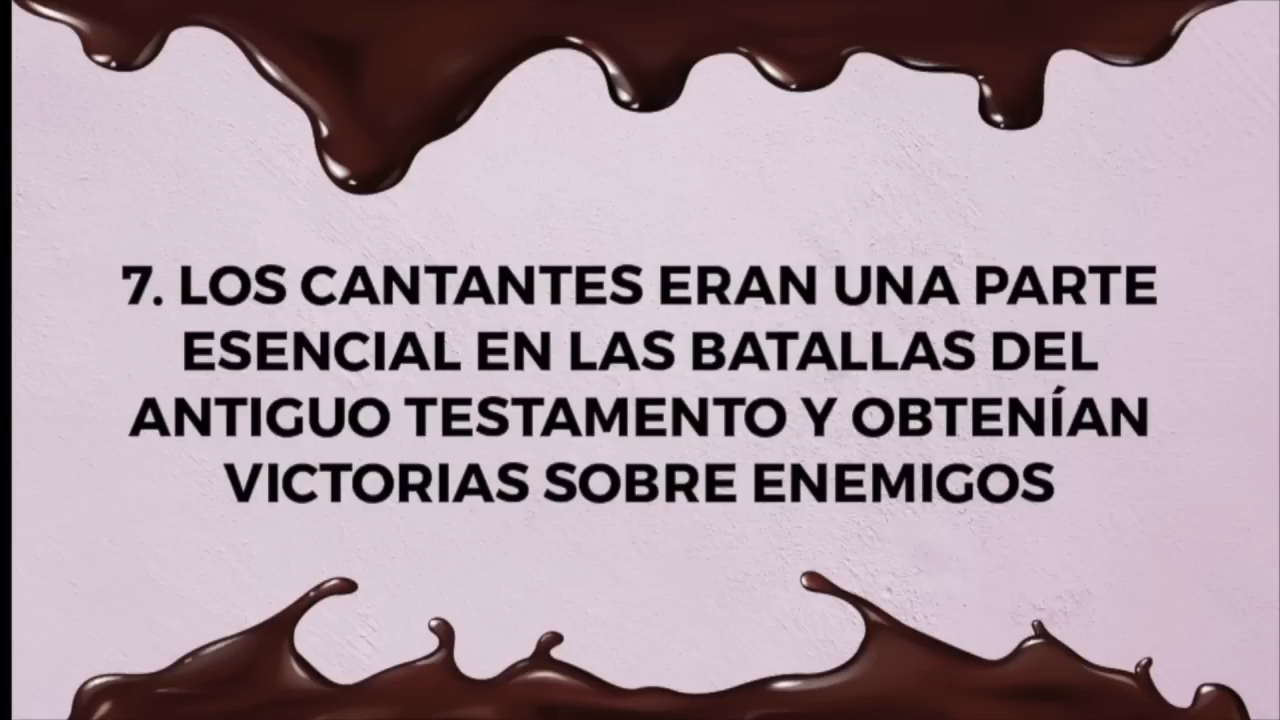 7. LOS CANTANTES ERAN UNA PARTE
ESENCIAL EN LAS BATALLAS DEL
ANTIGUO TESTAMENTO Y OBTENÍAN
VICTORIAS SOBRE ENEMIGOS